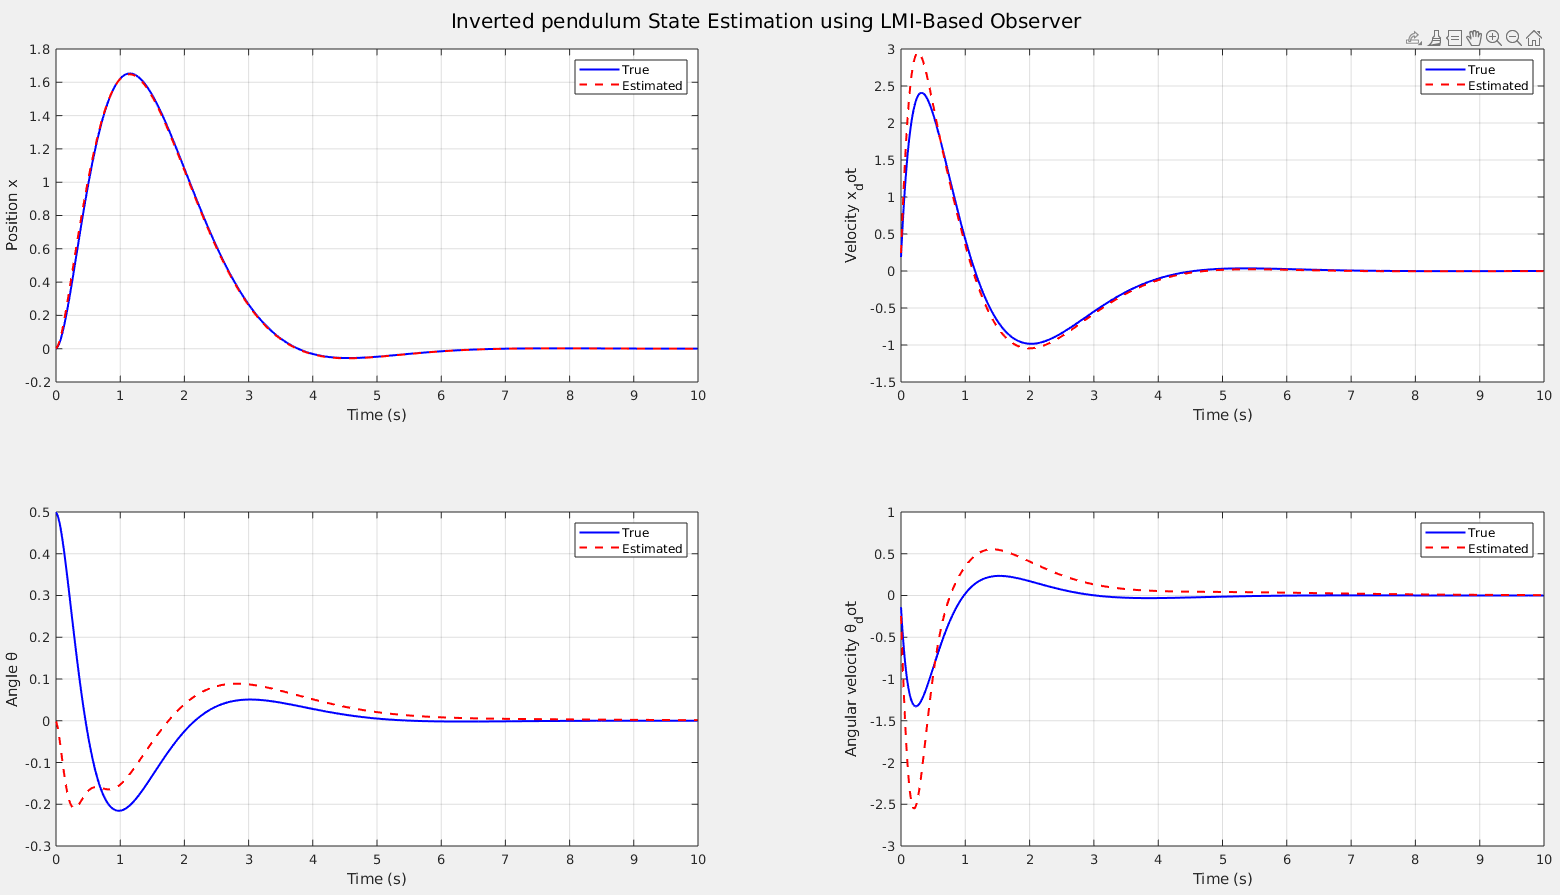 Inverted pendulum State Estimation using LMI-Based Observer
1.8
1.6
1.4
1.2
1
0.8
0.6
0.4
0.2
0
-0.2
Position x
True
Estimated
0 1 2 3 4 5 6 7 8 9 10
Time (s)
3
2.5
2
1.5
1
0.5
0
-0.5
-1
-1.5
Velocity x_dot
True
Estimated
0 1 2 3 4 5 6 7 8 9 10
Time (s)
0.5
0.4
0.3
0.2
0.1
0
-0.1
-0.2
-0.3
Angle θ
True
Estimated
0 1 2 3 4 5 6 7 8 9 10
Time (s)
1
0.5
0
-0.5
-1
-1.5
-2
-2.5
-3
Angular velocity θ_dot
True
Estimated
0 1 2 3 4 5 6 7 8 9 10
Time (s)